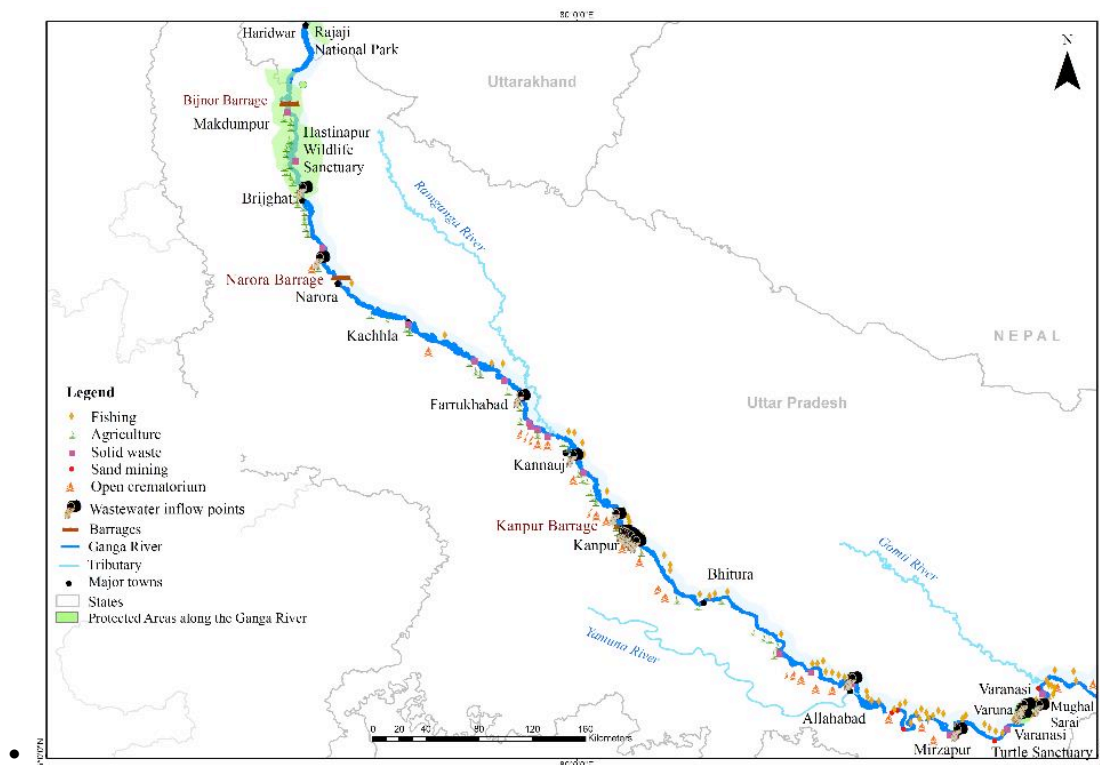 80°0'0"E
Haridwar
Rajaji
National Park
N
Uttarakhand
Bijnor Barrage
Makdumpur
Hastinapur
Wildlife
Sanctuary
Brijghat
Ramganga River
Narora Barrage
Narora
Kachhla
NEPAL
Uttar Pradesh
Farrukhabad
Kannauj
Kanpur Barrage
Kanpur
Bhitura
Gomti River
Yamuna River
Allahabad
Mirzapur
Varanasi
Varuna
Mughal
Sarai
Varanasi
Turtle Sanctuary
Legend
Fishing
Agriculture
Solid waste
Sand mining
Open crematorium
Wastewater inflow points
Barrages
Ganga River
Tributary
Major towns
States
Protected Areas along the Ganga River
0 20 40 80 120 160
Kilometers